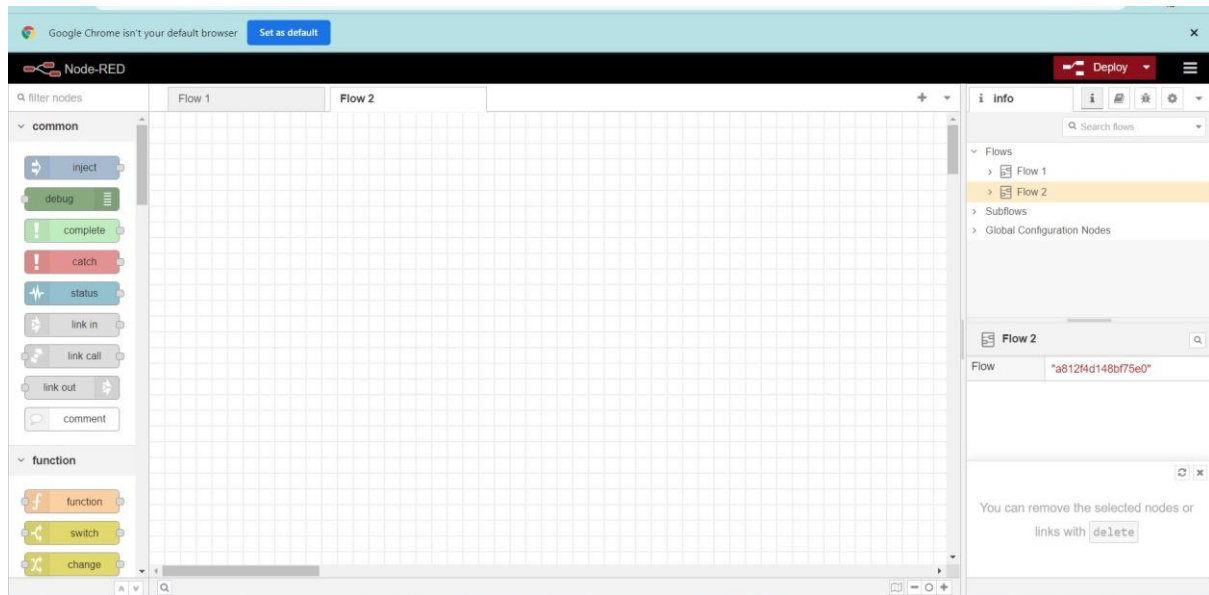 Google Chrome isn't your default browser Set as default
Node-RED Deploy
filter nodes
Flow 1 Flow 2
i info
Search flows
common
inject
debug
complete
catch
status
link in
link call
link out
comment
function
function
switch
change
Flows
Flow 1
Flow 2
Subflows
Global Configuration Nodes
Flow 2
Flow "a812f4d148bf75e0"
You can remove the selected nodes or
links with delete